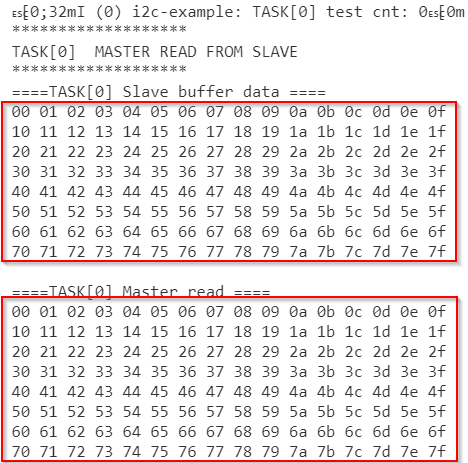 ␛[0;32mI (0) i2c-example: TASK[0] test cnt: 0␛[0m
*******************
TASK[0]  MASTER READ FROM SLAVE
*******************
====TASK[0] Slave buffer data ====
00 01 02 03 04 05 06 07 08 09 0a 0b 0c 0d 0e 0f
10 11 12 13 14 15 16 17 18 19 1a 1b 1c 1d 1e 1f
20 21 22 23 24 25 26 27 28 29 2a 2b 2c 2d 2e 2f
30 31 32 33 34 35 36 37 38 39 3a 3b 3c 3d 3e 3f
40 41 42 43 44 45 46 47 48 49 4a 4b 4c 4d 4e 4f
50 51 52 53 54 55 56 57 58 59 5a 5b 5c 5d 5e 5f
60 61 62 63 64 65 66 67 68 69 6a 6b 6c 6d 6e 6f
70 71 72 73 74 75 76 77 78 79 7a 7b 7c 7d 7e 7f
====TASK[0] Master read ====
00 01 02 03 04 05 06 07 08 09 0a 0b 0c 0d 0e 0f
10 11 12 13 14 15 16 17 18 19 1a 1b 1c 1d 1e 1f
20 21 22 23 24 25 26 27 28 29 2a 2b 2c 2d 2e 2f
30 31 32 33 34 35 36 37 38 39 3a 3b 3c 3d 3e 3f
40 41 42 43 44 45 46 47 48 49 4a 4b 4c 4d 4e 4f
50 51 52 53 54 55 56 57 58 59 5a 5b 5c 5d 5e 5f
60 61 62 63 64 65 66 67 68 69 6a 6b 6c 6d 6e 6f
70 71 72 73 74 75 76 77 78 79 7a 7b 7c 7d 7e 7f